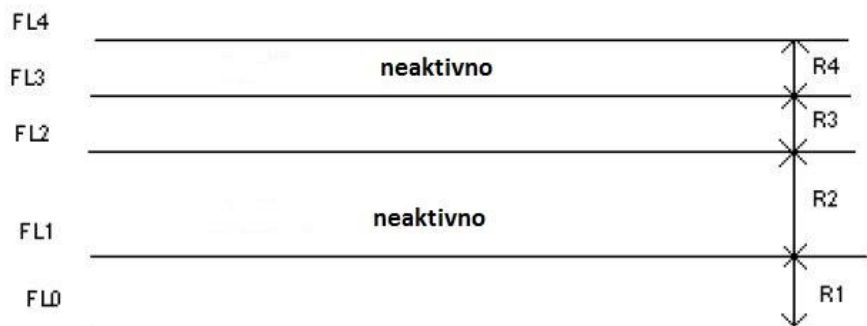 FL4
neaktivno
R4
FL3
R3
FL2
R2
neaktivno
FL1
R1
FL0